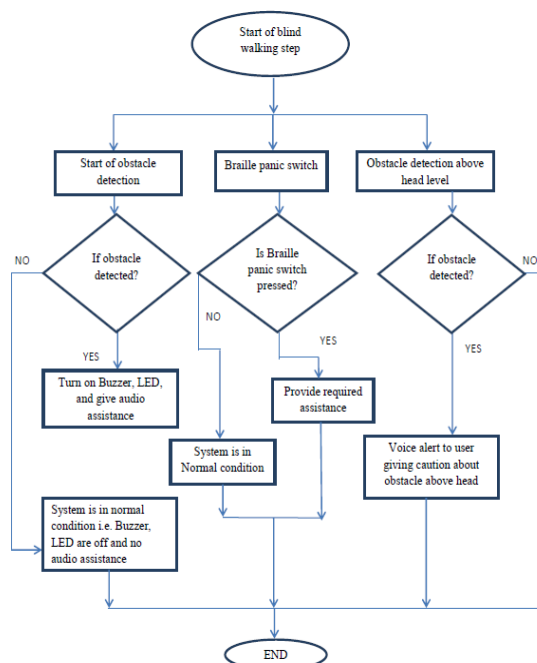 Start of blind
walking step
Start of obstacle
detection
Braille panic switch
Obstacle detection above
head level
NO
If obstacle
detected?
Is Braille
panic switch
pressed?
If obstacle
detected?
NO
NO
YES
YES
YES
Turn on Buzzer, LED,
and give audio
assistance
Provide required
assistance
System is in
Normal condition
Voice alert to user
giving caution about
obstacle above head
System is in normal
condition i.e. Buzzer,
LED are off and no
audio assistance
END